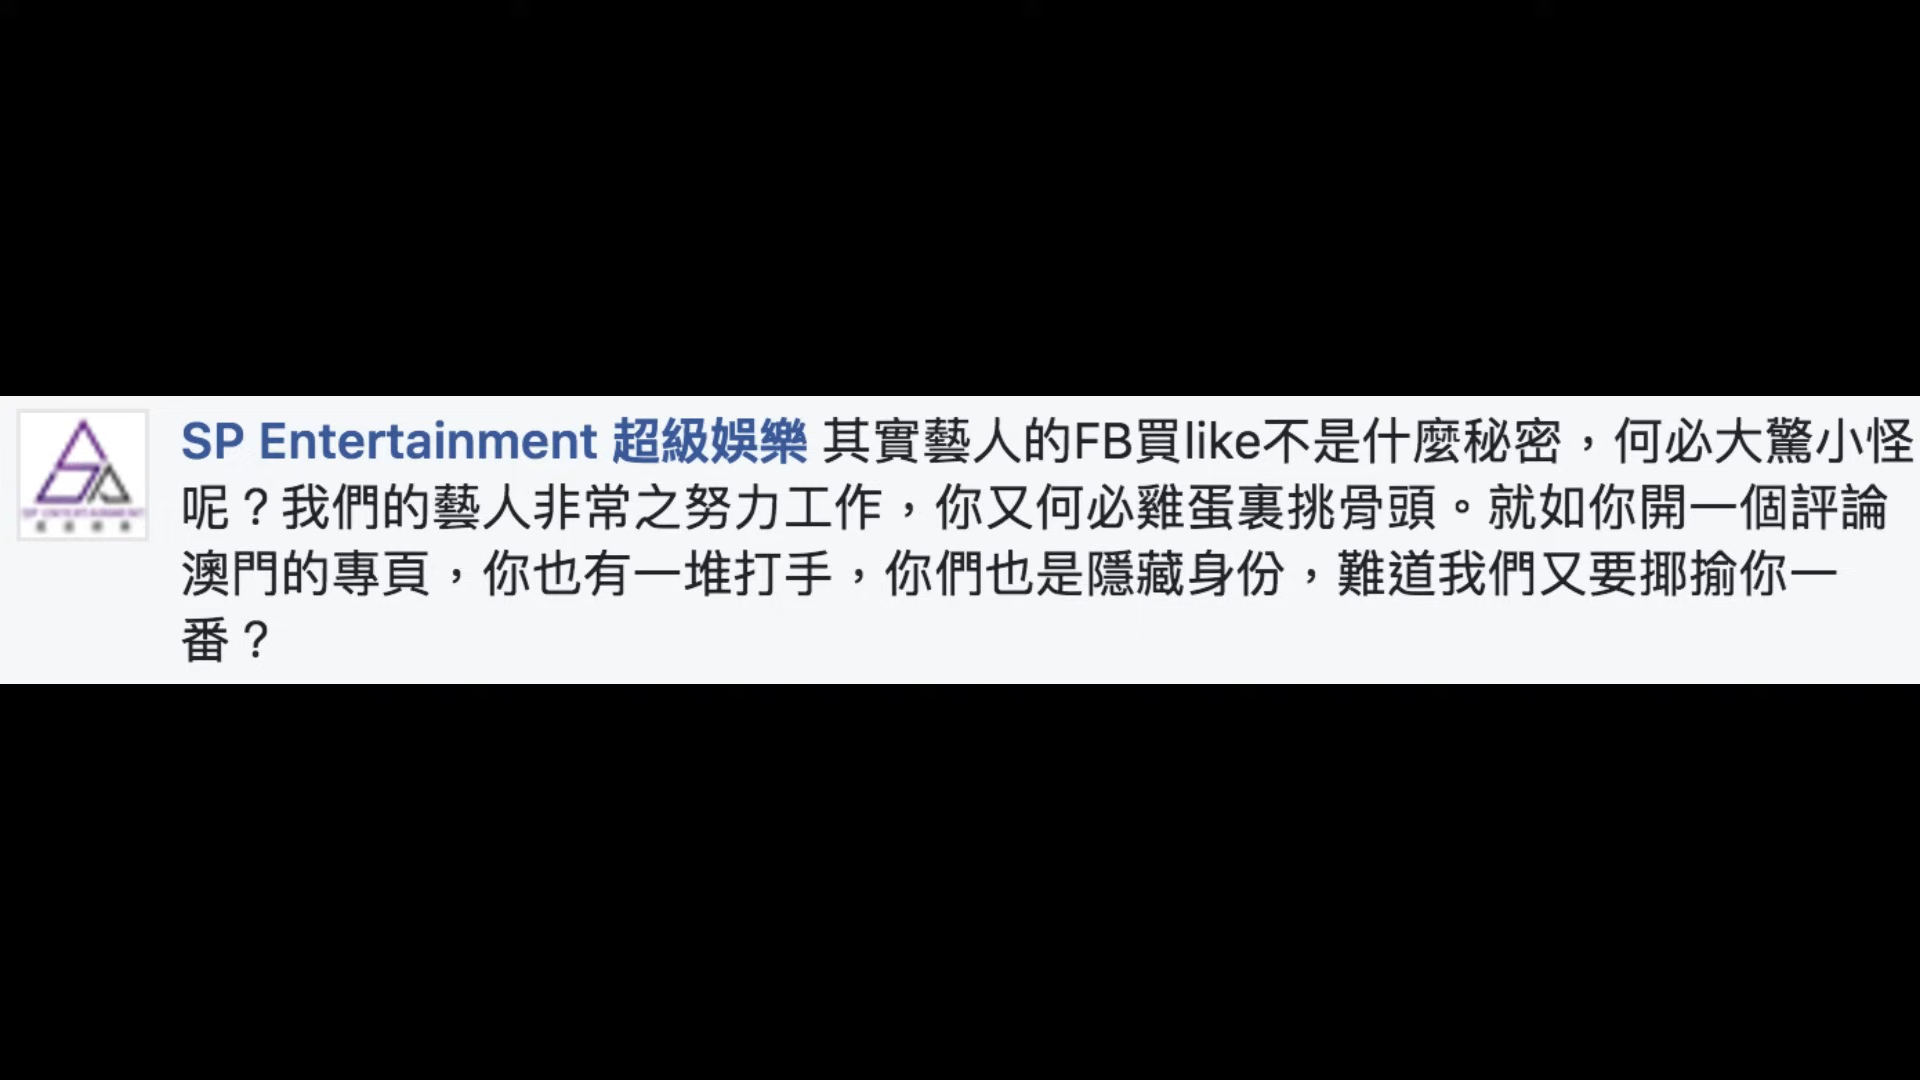 SP Entertainment 超級娛樂 其實藝人的FB買like不是什麼秘密，何必大驚小怪
呢？我們的藝人非常之努力工作，你又何必雞蛋裏挑骨頭。就如你開一個評論
澳門的專頁，你也有一堆打手，你們也是隱藏身份，難道我們又要揶揄你一
番？
SP ENTERTAINMENT